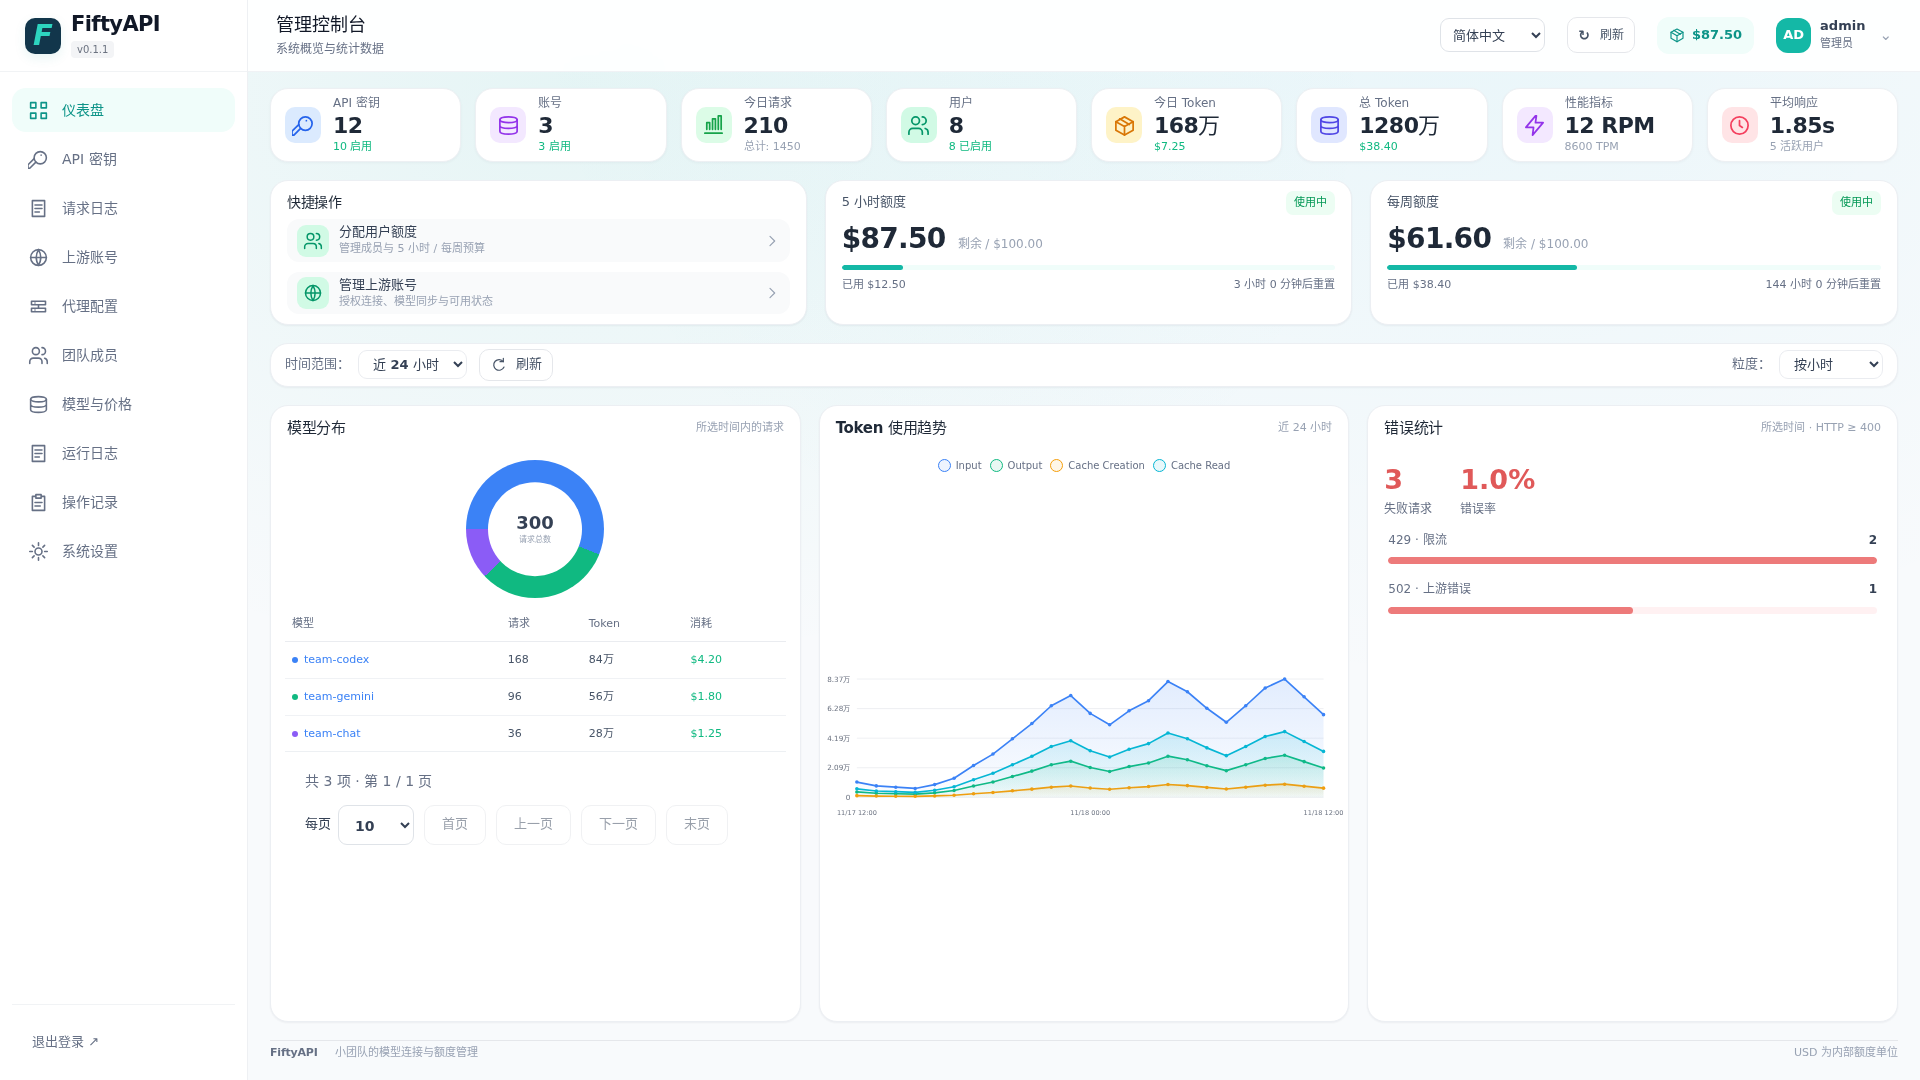 FiftyAPI
v0.1.1
仪表盘
API 密钥
请求日志
上游账号
代理配置
团队成员
模型与价格
运行日志
操作记录
系统设置
退出登录 ↗
管理控制台
系统概览与统计数据
简体中文
↻ 刷新
$87.50
AD
admin
管理员
API 密钥
12
10 启用
账号
3
3 启用
今日请求
210
总计: 1450
用户
8
8 已启用
今日 Token
168万
$7.25
总 Token
1280万
$38.40
性能指标
12 RPM
8600 TPM
平均响应
1.85s
5 活跃用户
快捷操作
分配用户额度
管理成员与 5 小时 / 每周预算
管理上游账号
授权连接、模型同步与可用状态
5 小时额度
使用中
$87.50 剩余 / $100.00
已用 $12.50
3 小时 0 分钟后重置
每周额度
使用中
$61.60 剩余 / $100.00
已用 $38.40
144 小时 0 分钟后重置
时间范围:
近 24 小时
刷新
粒度:
按小时
模型分布
所选时间内的请求
300
请求总数
模型 请求 Token 消耗
team-codex 168 84万 $4.20
team-gemini 96 56万 $1.80
team-chat 36 28万 $1.25
共 3 项 · 第 1 / 1 页
每页 10 首页 上一页 下一页 末页
Token 使用趋势
近 24 小时
Input Output Cache Creation Cache Read
8.37万
6.28万
4.19万
2.09万
0
11/17 12:00 11/18 00:00 11/18 12:00
错误统计
所选时间 · HTTP ≥ 400
3
失败请求
1.0%
错误率
429 · 限流 2
502 · 上游错误 1
FiftyAPI 小团队的模型连接与额度管理
USD 为内部额度单位